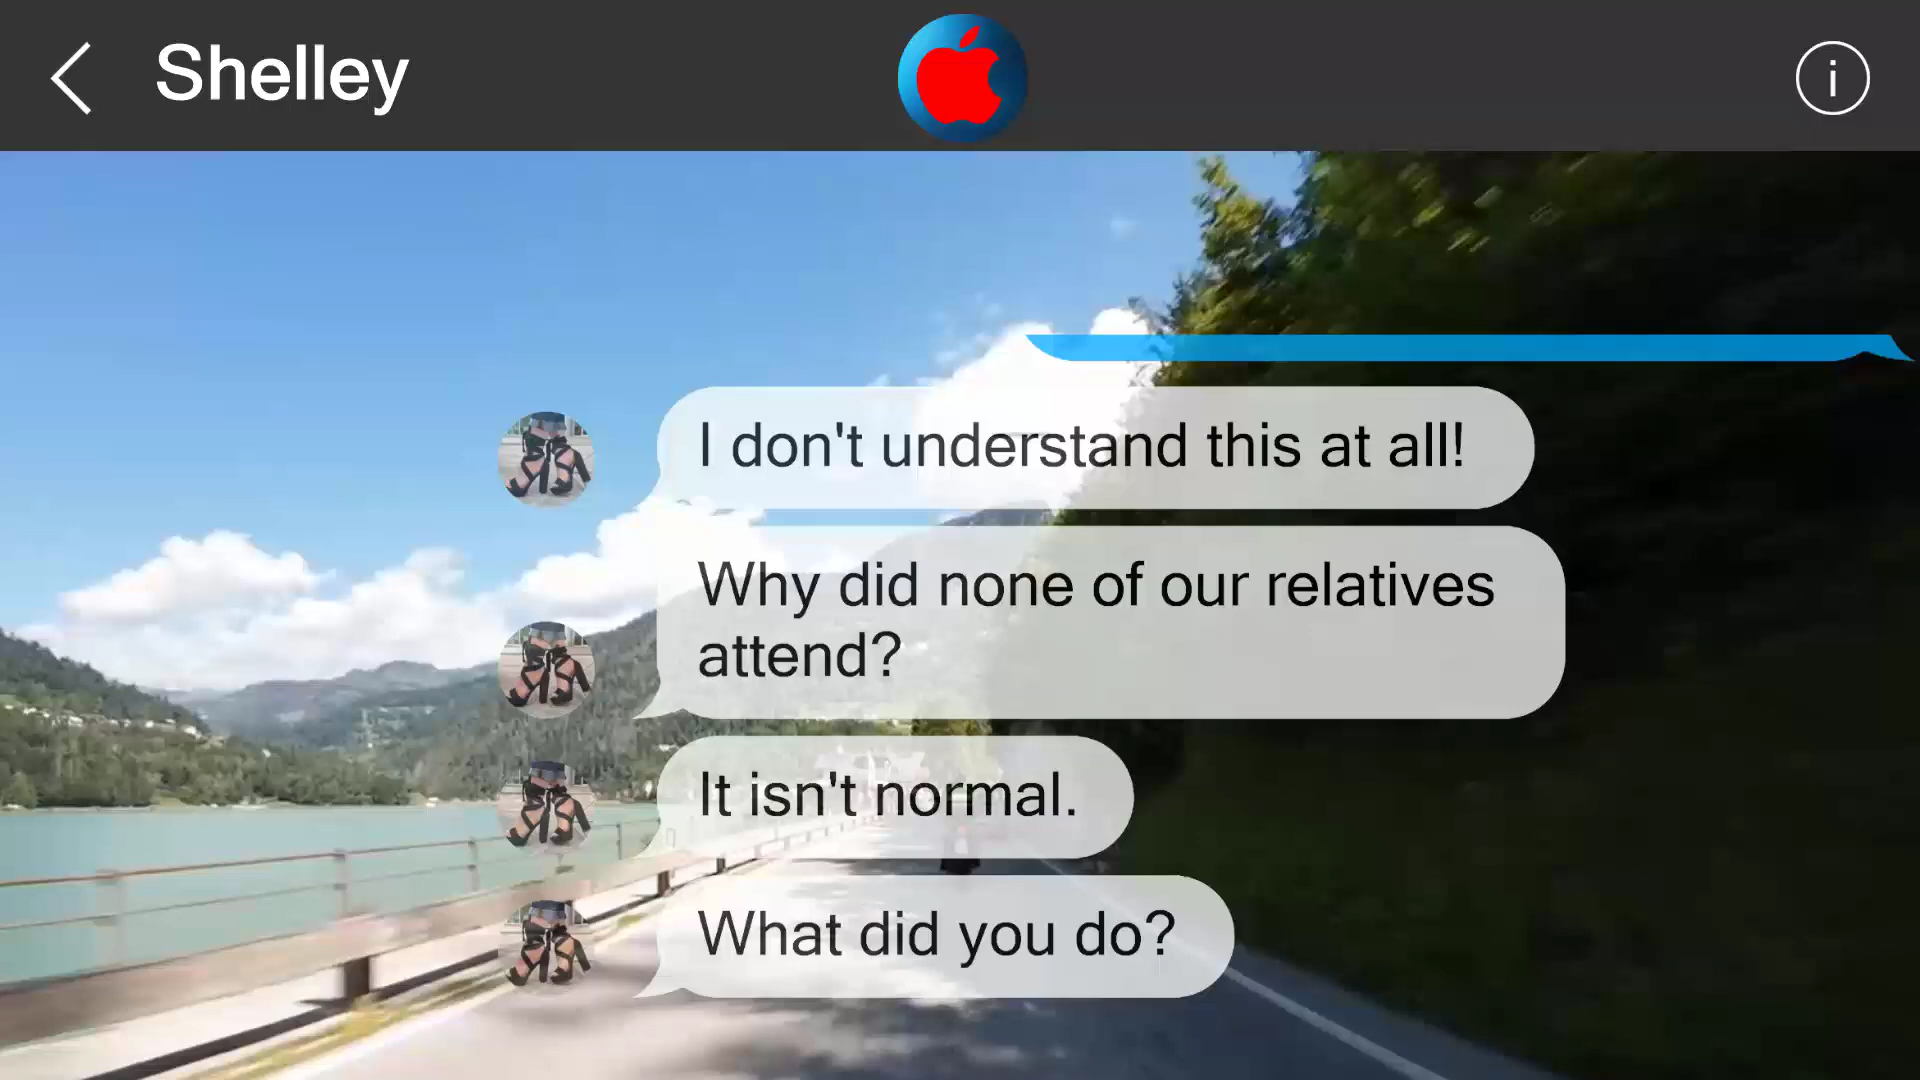 Shelley
i
I don't understand this at all!
Why did none of our relatives
attend?
It isn't normal.
What did you do?